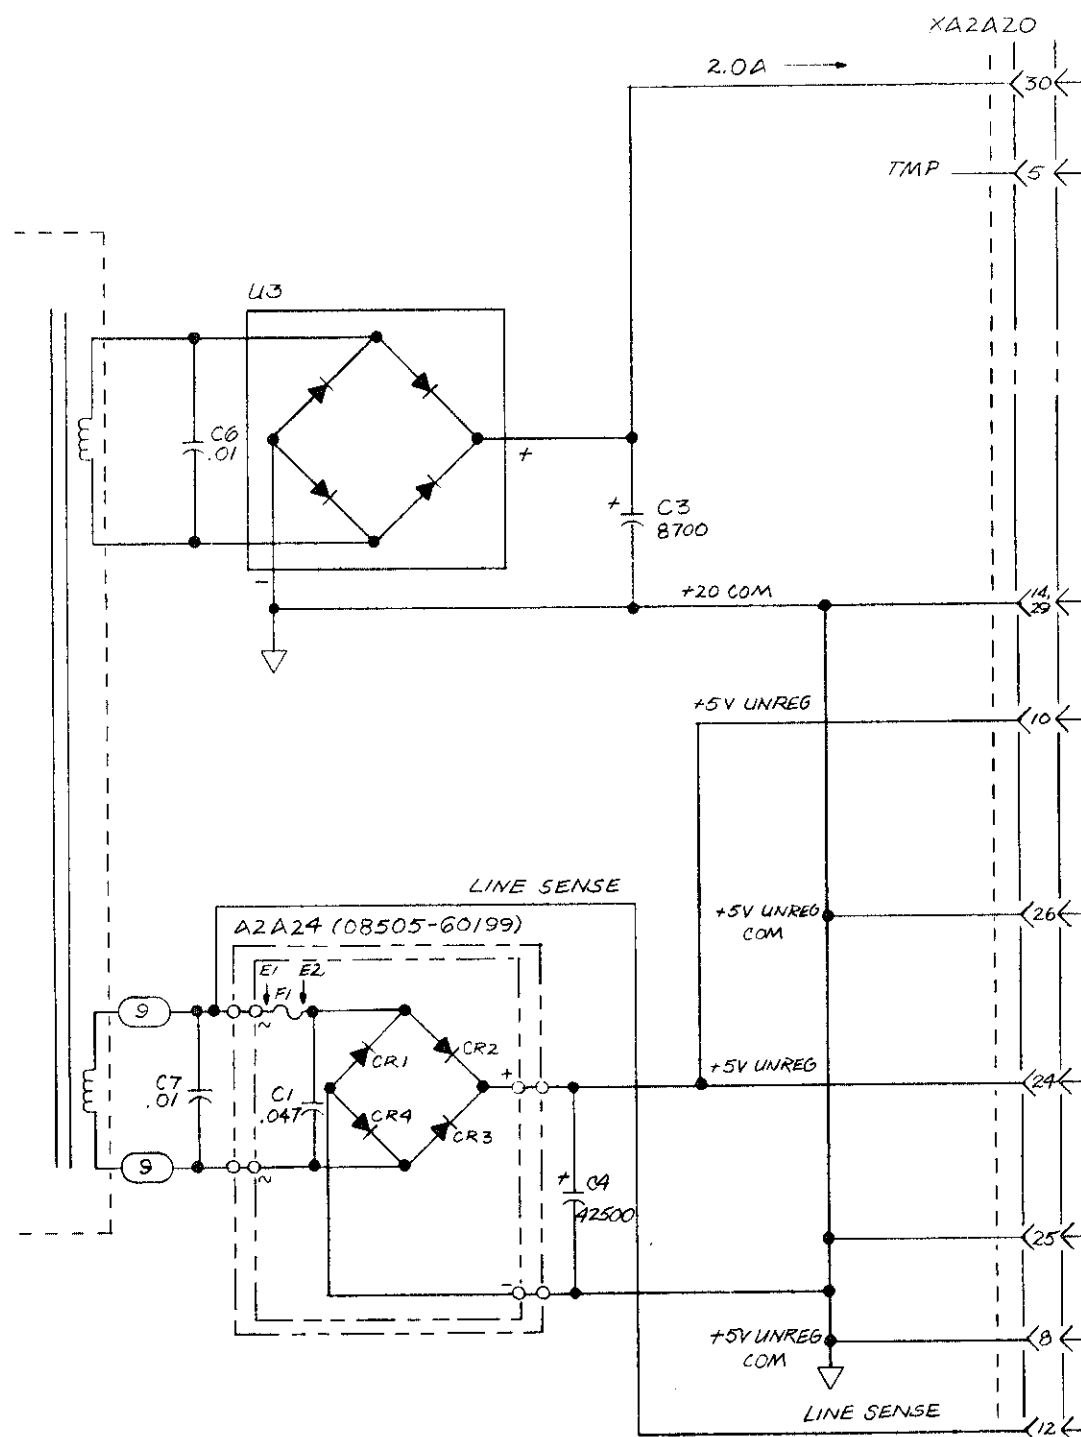 XA2A20
2.0A
30
TMP
5
U3
C6
.01
+
+
C3
8700
-
+20 COM
14,
29
+5V UNREG
10
LINE SENSE
A2A24 (08505-60199)
+5V UNREG
COM
26
E1
E2
F1
9
~
CR1
CR2
+5V UNREG
+
24
C7
.01
C1
.047
CR4
CR3
9
~
+
C4
42500
25
-
+5V UNREG
COM
8
LINE SENSE
12